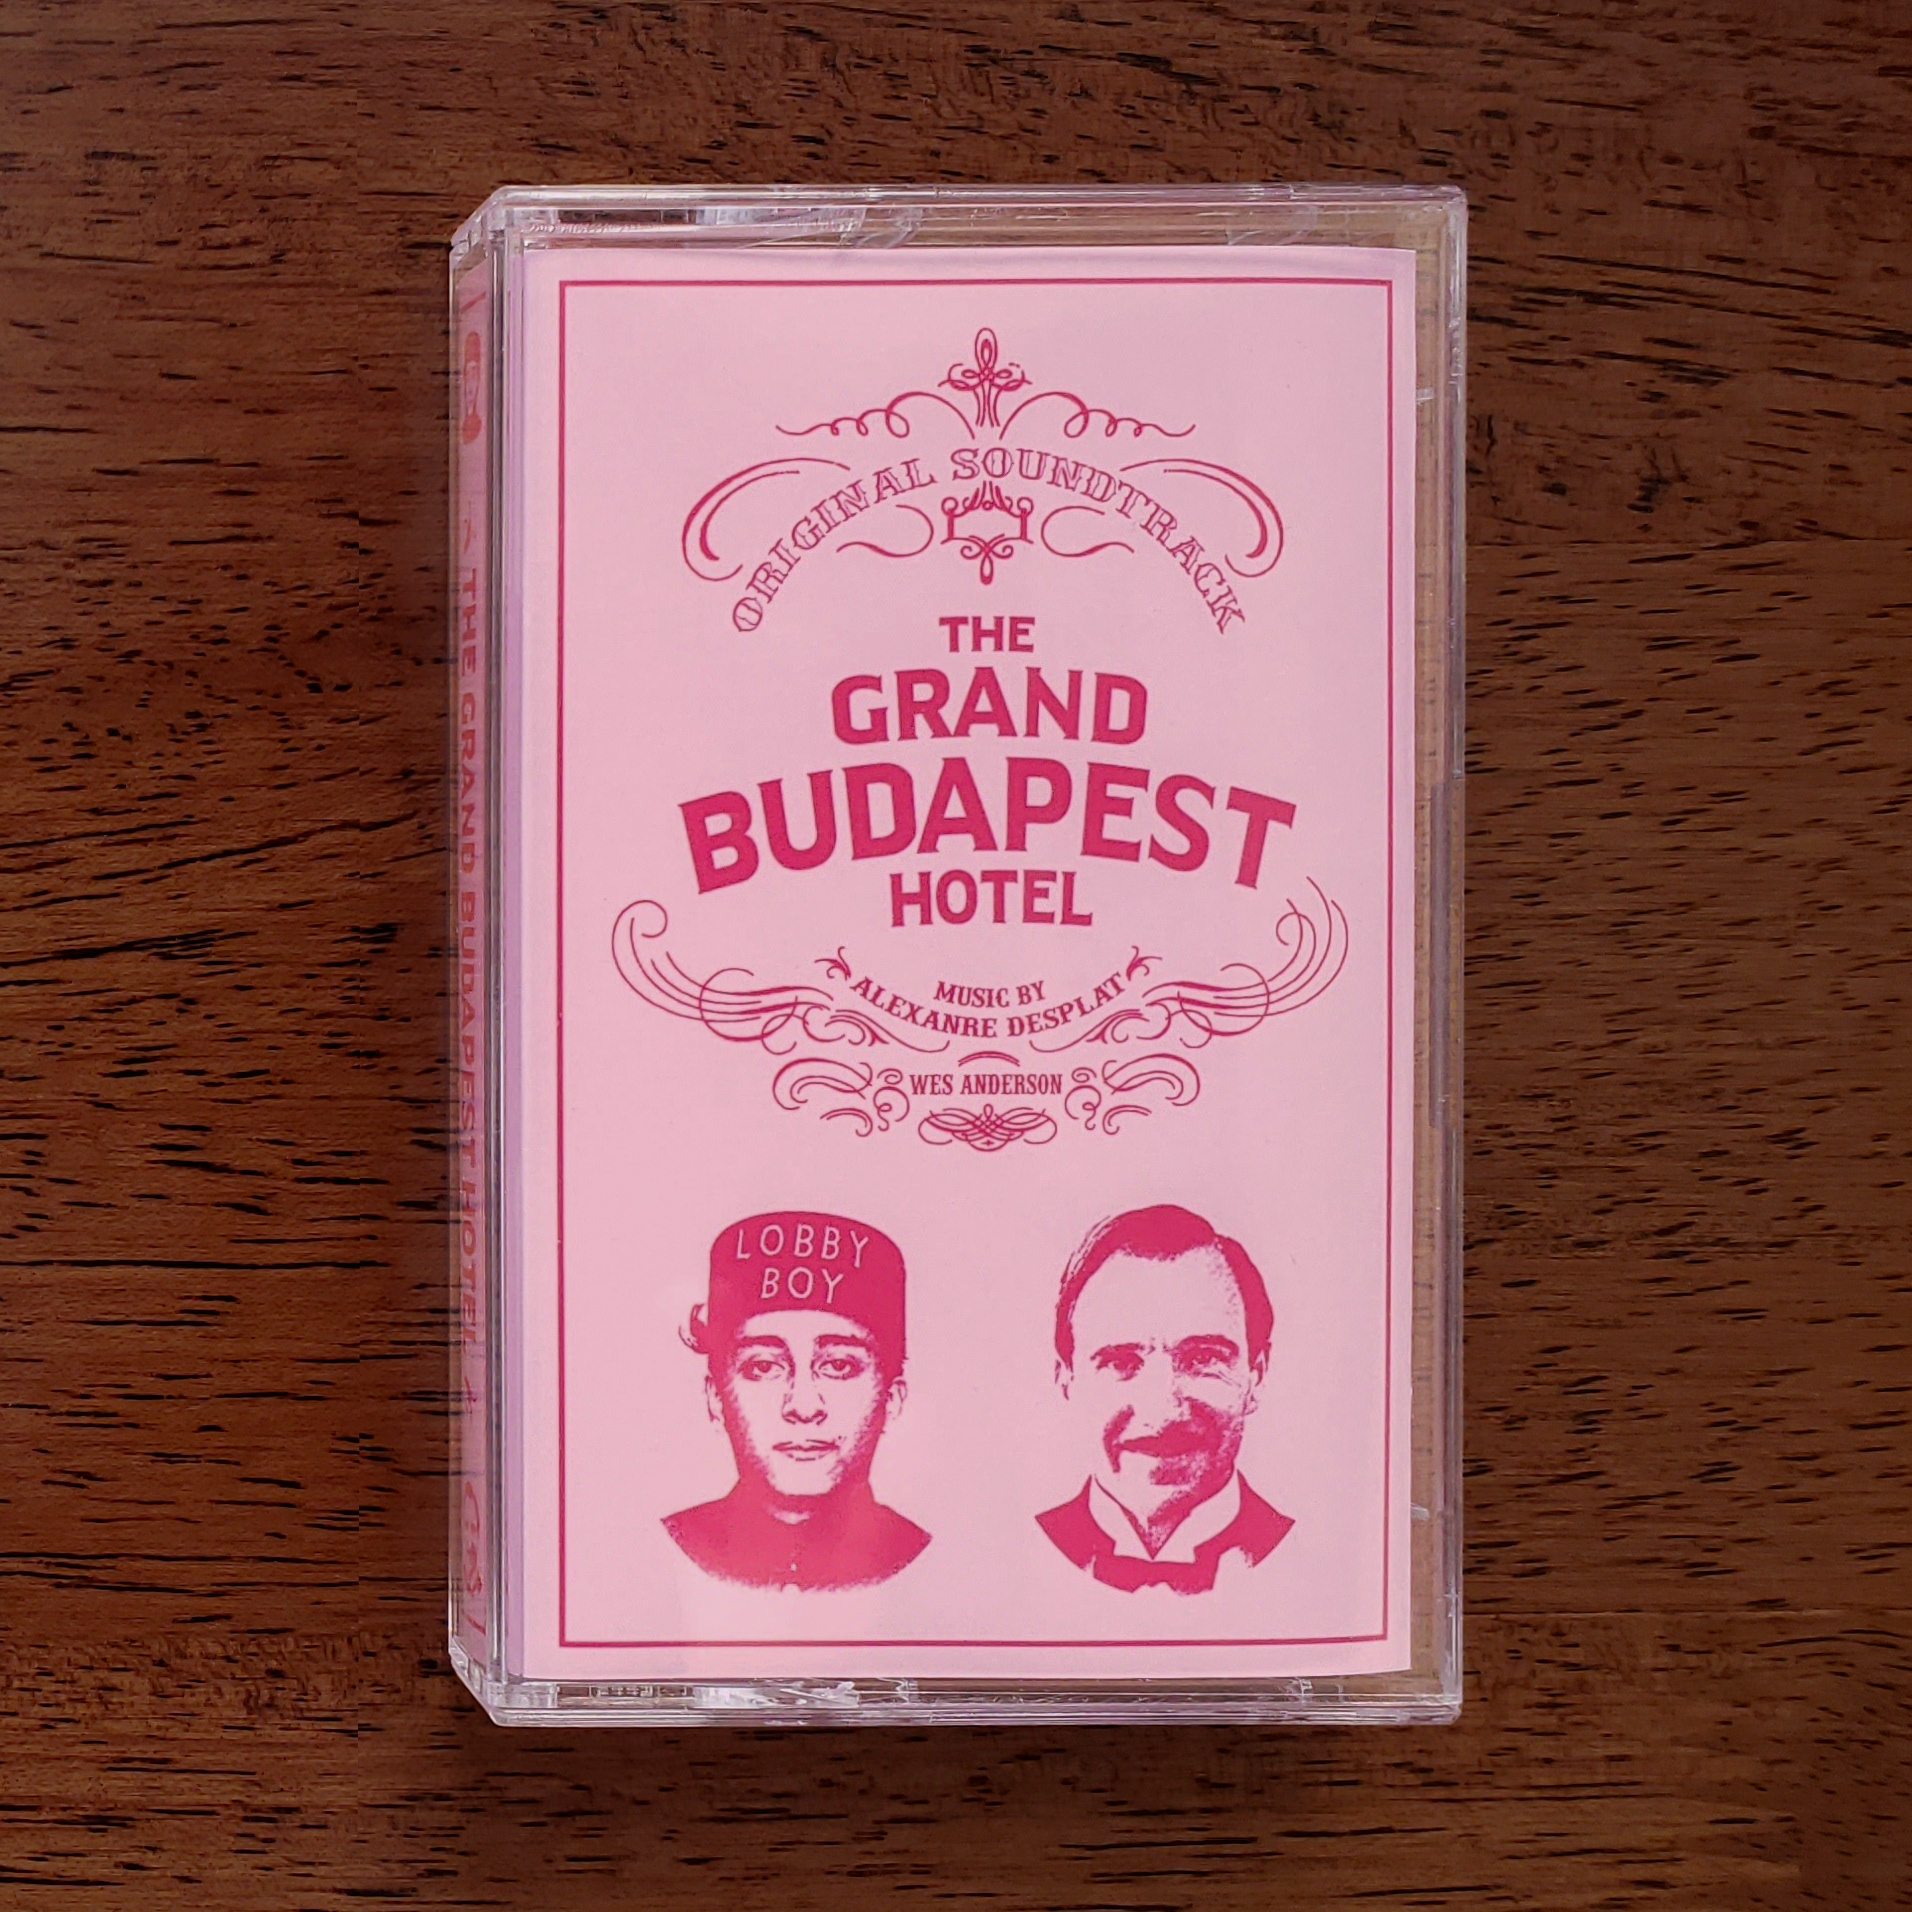 ORIGINAL SOUNDTRACK
THE
GRAND
BUDAPEST
HOTEL
MUSIC BY
ALEXANRE DESPLAT
WES ANDERSON
LOBBY
BOY
THE GRAND BUDAPEST HOTEL